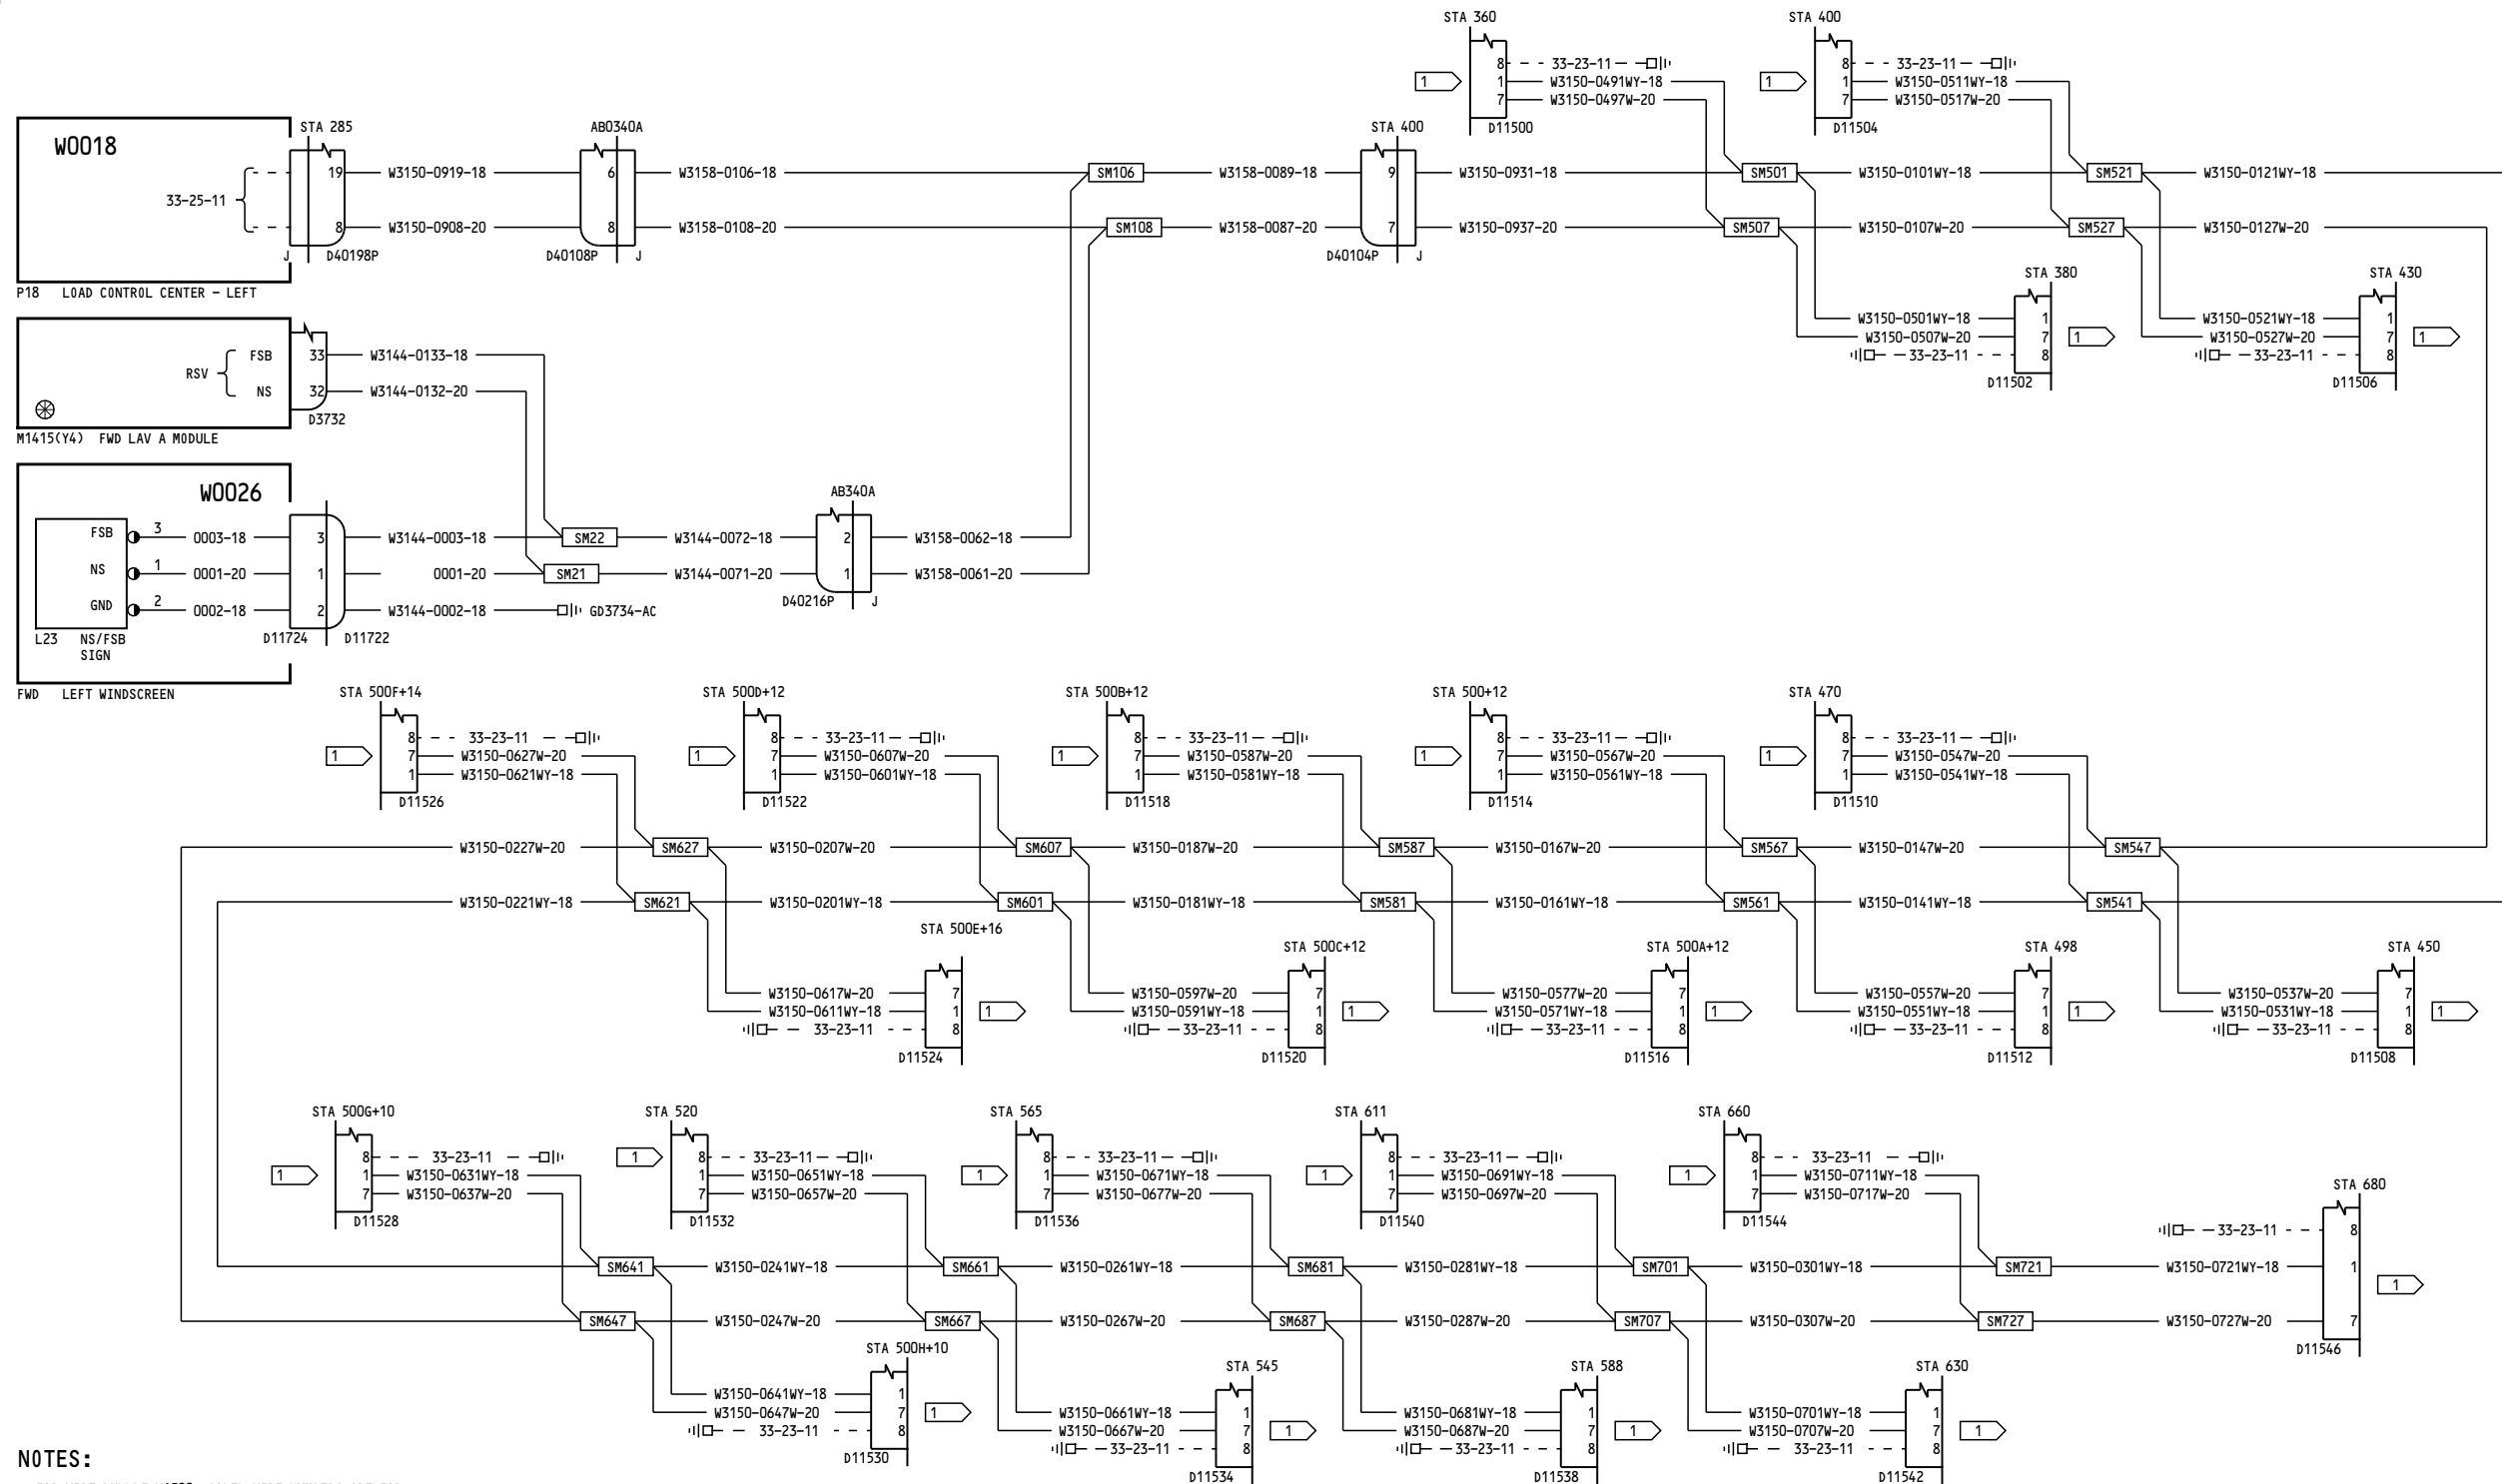 STA 360
STA 400
8 33-23-11
1 W3150-0491WY-18
7 W3150-0497W-20
1
D11500
8 33-23-11
1 W3150-0511WY-18
7 W3150-0517W-20
1
D11504
W0018
STA 285
AB0340A
STA 400
33-25-11
19 W3150-0919-18 6 W3158-0106-18 SM106 W3158-0089-18 9 W3150-0931-18 SM501 W3150-0101WY-18 SM521 W3150-0121WY-18
8 W3150-0908-20 8 W3158-0108-20 SM108 W3158-0087-20 7 W3150-0937-20 SM507 W3150-0107W-20 SM527 W3150-0127W-20
J D40198P D40108P J D40104P J
P18 LOAD CONTROL CENTER - LEFT
STA 380
STA 430
W3150-0501WY-18 1
W3150-0507W-20 7
33-23-11 8
1
D11502
W3150-0521WY-18 1
W3150-0527W-20 7
33-23-11 8
1
D11506
RSV
FSB 33 W3144-0133-18
NS 32 W3144-0132-20
D3732
M1415(Y4) FWD LAV A MODULE
W0026
AB340A
FSB 3 0003-18 3 W3144-0003-18 SM22 W3144-0072-18 2 W3158-0062-18
NS 1 0001-20 1 0001-20 SM21 W3144-0071-20 1 W3158-0061-20
GND 2 0002-18 2 W3144-0002-18 GD3734-AC
D40216P J
L23 NS/FSB
SIGN
D11724 D11722
FWD LEFT WINDSCREEN
STA 500F+14
STA 500D+12
STA 500B+12
STA 500+12
STA 470
8 33-23-11
7 W3150-0627W-20
1 W3150-0621WY-18
1
D11526
8 33-23-11
7 W3150-0607W-20
1 W3150-0601WY-18
1
D11522
8 33-23-11
7 W3150-0587W-20
1 W3150-0581WY-18
1
D11518
8 33-23-11
7 W3150-0567W-20
1 W3150-0561WY-18
1
D11514
8 33-23-11
7 W3150-0547W-20
1 W3150-0541WY-18
1
D11510
W3150-0227W-20 SM627 W3150-0207W-20 SM607 W3150-0187W-20 SM587 W3150-0167W-20 SM567 W3150-0147W-20 SM547
W3150-0221WY-18 SM621 W3150-0201WY-18 SM601 W3150-0181WY-18 SM581 W3150-0161WY-18 SM561 W3150-0141WY-18 SM541
STA 500E+16
STA 500C+12
STA 500A+12
STA 498
STA 450
W3150-0617W-20 7
W3150-0611WY-18 1
33-23-11 8
1
D11524
W3150-0597W-20 7
W3150-0591WY-18 1
33-23-11 8
1
D11520
W3150-0577W-20 7
W3150-0571WY-18 1
33-23-11 8
1
D11516
W3150-0557W-20 7
W3150-0551WY-18 1
33-23-11 8
1
D11512
W3150-0537W-20 7
W3150-0531WY-18 1
33-23-11 8
1
D11508
STA 500G+10
STA 520
STA 565
STA 611
STA 660
8 33-23-11
1 W3150-0631WY-18
7 W3150-0637W-20
1
D11528
8 33-23-11
1 W3150-0651WY-18
7 W3150-0657W-20
1
D11532
8 33-23-11
1 W3150-0671WY-18
7 W3150-0677W-20
1
D11536
8 33-23-11
1 W3150-0691WY-18
7 W3150-0697W-20
1
D11540
8 33-23-11
1 W3150-0711WY-18
7 W3150-0717W-20
1
D11544
STA 680
33-23-11 8
SM641 W3150-0241WY-18 SM661 W3150-0261WY-18 SM681 W3150-0281WY-18 SM701 W3150-0301WY-18 SM721 W3150-0721WY-18 1
1
SM647 W3150-0247W-20 SM667 W3150-0267W-20 SM687 W3150-0287W-20 SM707 W3150-0307W-20 SM727 W3150-0727W-20 7
D11546
STA 500H+10
STA 545
STA 588
STA 630
W3150-0641WY-18 1
W3150-0647W-20 7
33-23-11 8
1
D11530
W3150-0661WY-18 1
W3150-0667W-20 7
33-23-11 8
1
D11534
W3150-0681WY-18 1
W3150-0687W-20 7
33-23-11 8
1
D11538
W3150-0701WY-18 1
W3150-0707W-20 7
33-23-11 8
1
D11542
NOTES: